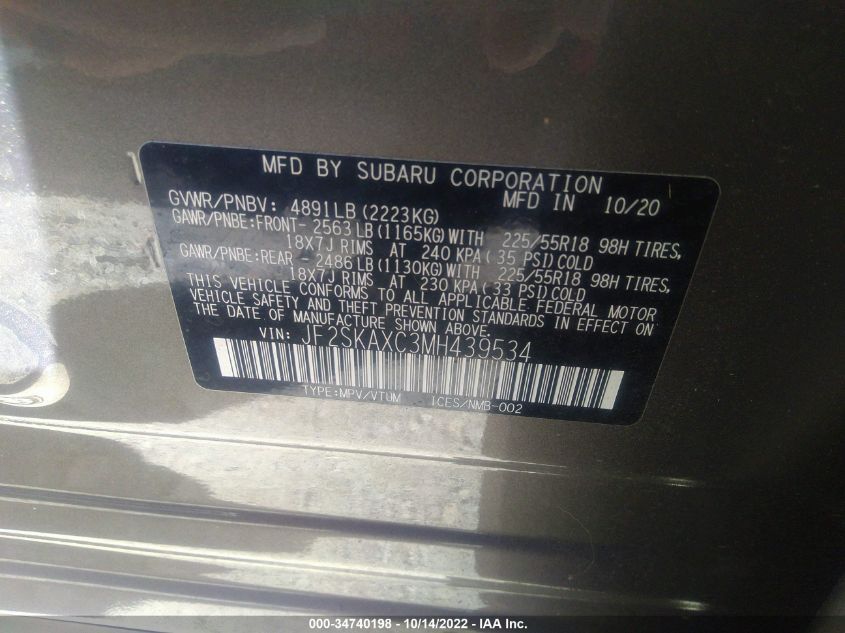 MFD BY SUBARU CORPORATION
GVWR/PNBV: 4891LB (2223KG) MFD IN 10/20
GAWR/PNBE:FRONT- 2563LB (1165KG) WITH 225/55R18 98H TIRES,
18X7J RIMS AT 240 KPA ( 35 PSI) COLD
GAWR/PNBE:REAR - 2486LB (1130KG) WITH 225/55R18 98H TIRES,
18X7J RIMS AT 230 KPA (33 PSI) COLD
THIS VEHICLE CONFORMS TO ALL APPLICABLE FEDERAL MOTOR
VEHICLE SAFETY AND THEFT PREVENTION STANDARDS IN EFFECT ON
THE DATE OF MANUFACTURE SHOWN ABOVE.
VIN: JF2SKAXC3MH439534
TYPE:MPV/VTUM ICES/NMB-002
000-34740198 - 10/14/2022 - IAA Inc.